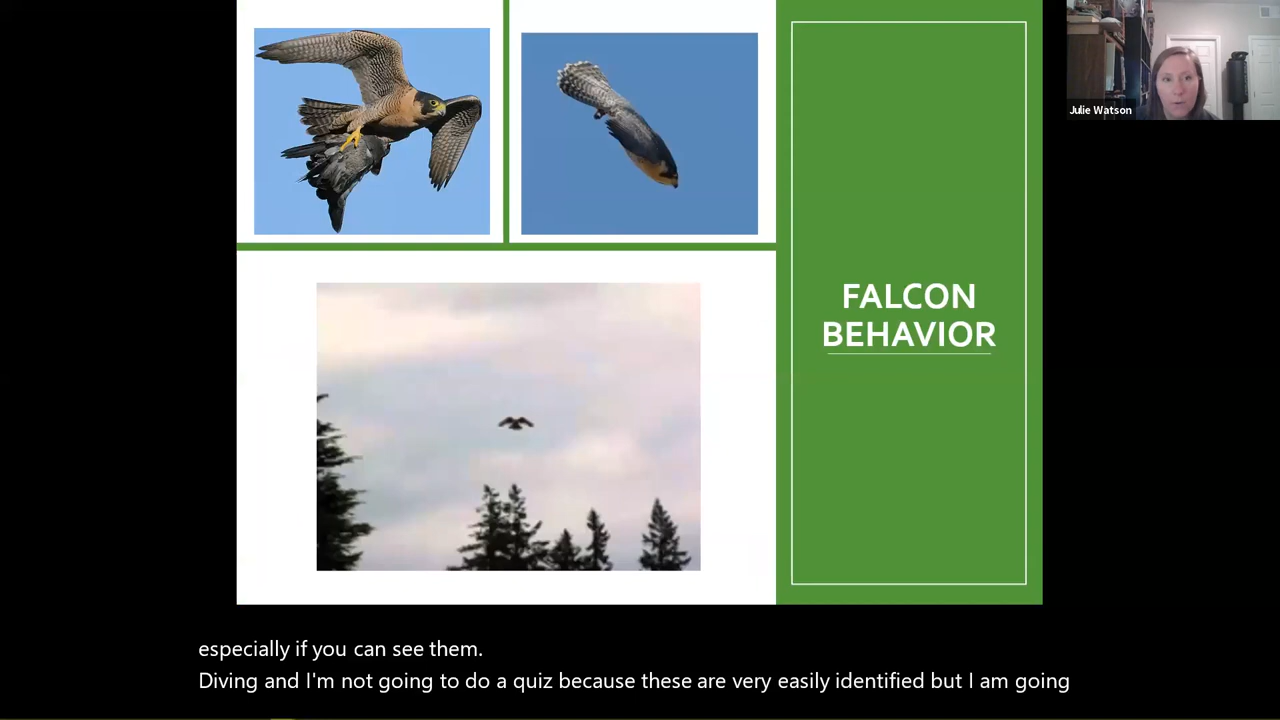 Julie Watson
FALCON
BEHAVIOR
especially if you can see them.
Diving and I'm not going to do a quiz because these are very easily identified but I am going